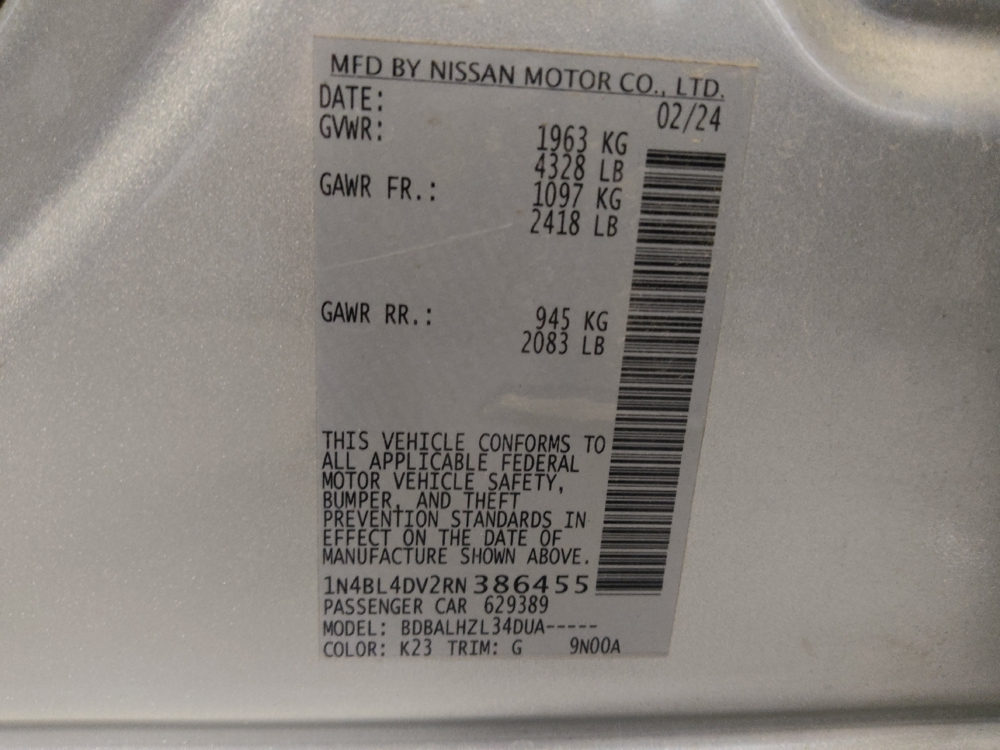 MFD BY NISSAN MOTOR CO., LTD.
DATE: 02/24
GVWR: 1963 KG
4328 LB
GAWR FR.: 1097 KG
2418 LB
GAWR RR.: 945 KG
2083 LB
THIS VEHICLE CONFORMS TO
ALL APPLICABLE FEDERAL
MOTOR VEHICLE SAFETY,
BUMPER, AND THEFT
PREVENTION STANDARDS IN
EFFECT ON THE DATE OF
MANUFACTURE SHOWN ABOVE.
1N4BL4DV2RN386455
PASSENGER CAR 629389
MODEL: BDBALHZL34DUA-----
COLOR: K23 TRIM: G 9N00A